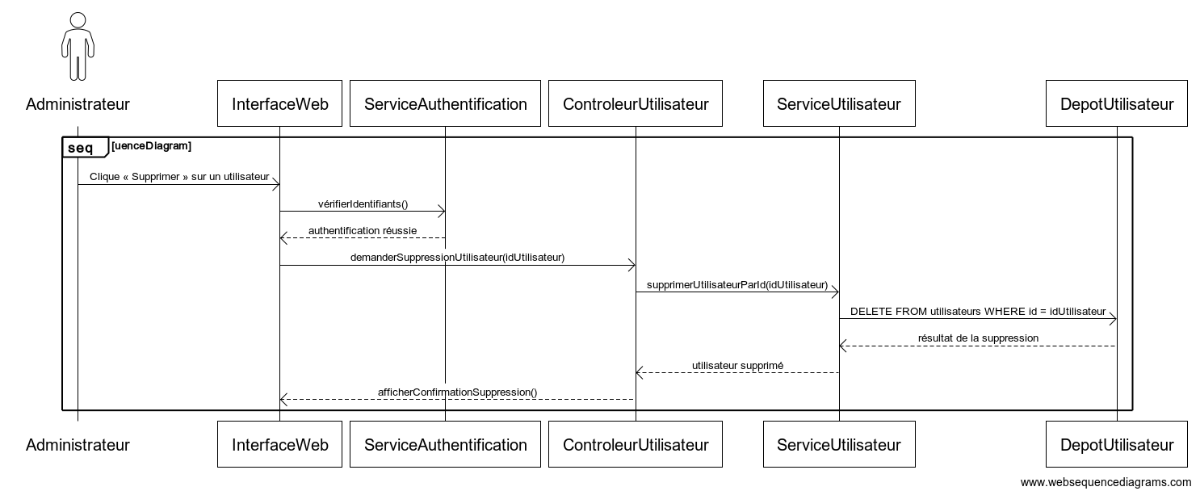 Administrateur
InterfaceWeb
ServiceAuthentification
ControleurUtilisateur
ServiceUtilisateur
DepotUtilisateur
seq
[uenceDiagram]
Clique « Supprimer » sur un utilisateur
vérifierIdentifiants()
authentification réussie
demanderSuppressionUtilisateur(idUtilisateur)
supprimerUtilisateurParId(idUtilisateur)
DELETE FROM utilisateurs WHERE id = idUtilisateur
résultat de la suppression
utilisateur supprimé
afficherConfirmationSuppression()
Administrateur
InterfaceWeb
ServiceAuthentification
ControleurUtilisateur
ServiceUtilisateur
DepotUtilisateur
www.websequencediagrams.com